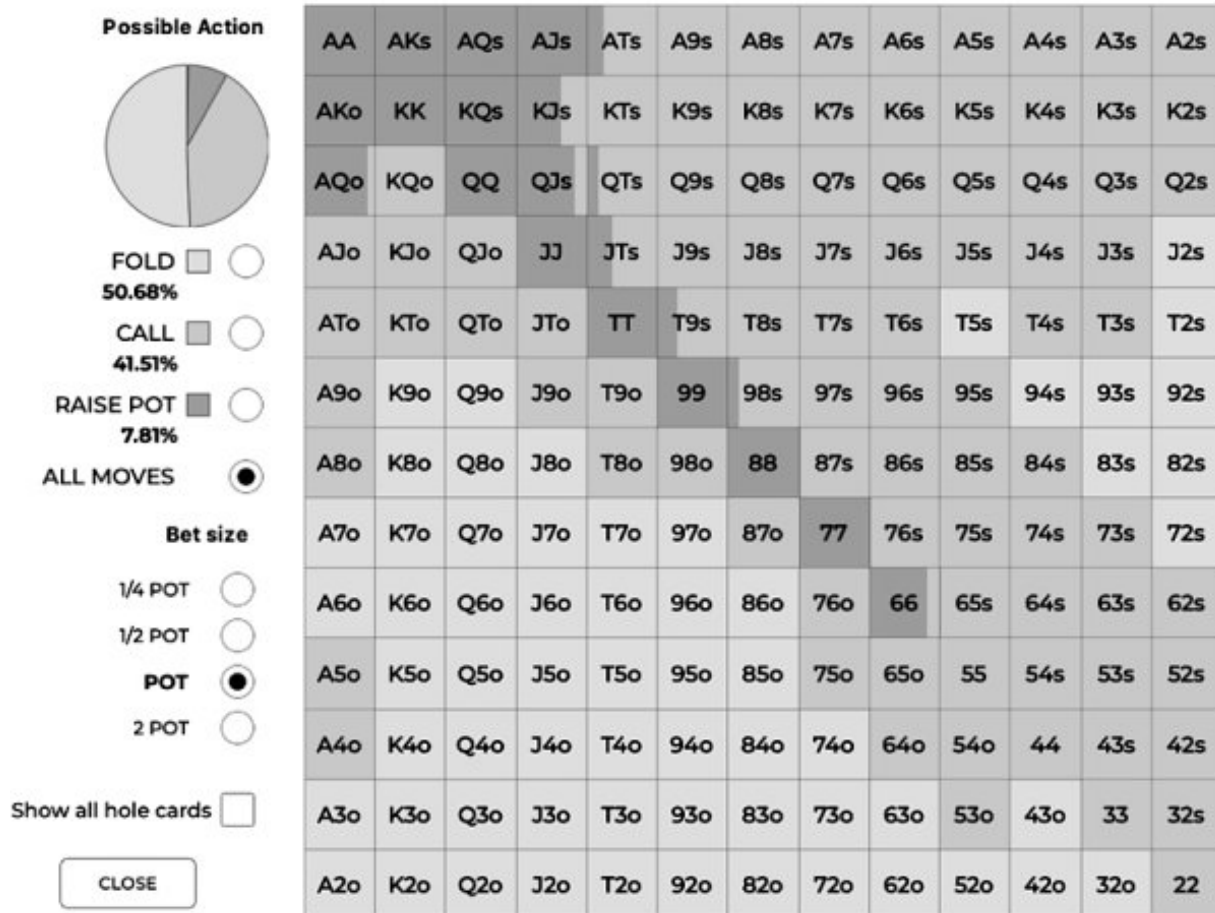 Possible Action
FOLD
50.68%
CALL
41.51%
RAISE POT
7.81%
ALL MOVES
Bet size
1/4 POT
1/2 POT
POT
2 POT
Show all hole cards
CLOSE
AA AKs AQs AJs ATs A9s A8s A7s A6s A5s A4s A3s A2s
AKo KK KQs KJs KTs K9s K8s K7s K6s K5s K4s K3s K2s
AQo KQo QQ QJs QTs Q9s Q8s Q7s Q6s Q5s Q4s Q3s Q2s
AJo KJo QJo JJ JTs J9s J8s J7s J6s J5s J4s J3s J2s
ATo KTo QTo JTo TT T9s T8s T7s T6s T5s T4s T3s T2s
A9o K9o Q9o J9o T9o 99 98s 97s 96s 95s 94s 93s 92s
A8o K8o Q8o J8o T8o 98o 88 87s 86s 85s 84s 83s 82s
A7o K7o Q7o J7o T7o 97o 87o 77 76s 75s 74s 73s 72s
A6o K6o Q6o J6o T6o 96o 86o 76o 66 65s 64s 63s 62s
A5o K5o Q5o J5o T5o 95o 85o 75o 65o 55 54s 53s 52s
A4o K4o Q4o J4o T4o 94o 84o 74o 64o 54o 44 43s 42s
A3o K3o Q3o J3o T3o 93o 83o 73o 63o 53o 43o 33 32s
A2o K2o Q2o J2o T2o 92o 82o 72o 62o 52o 42o 32o 22